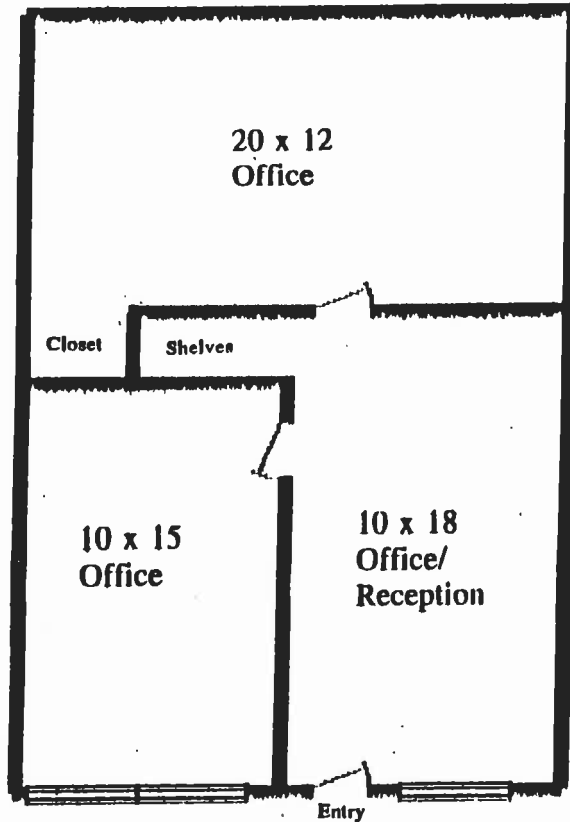 20 x 12
Office
Closet
Shelves
10 x 15
Office
10 x 18
Office/
Reception
Entry